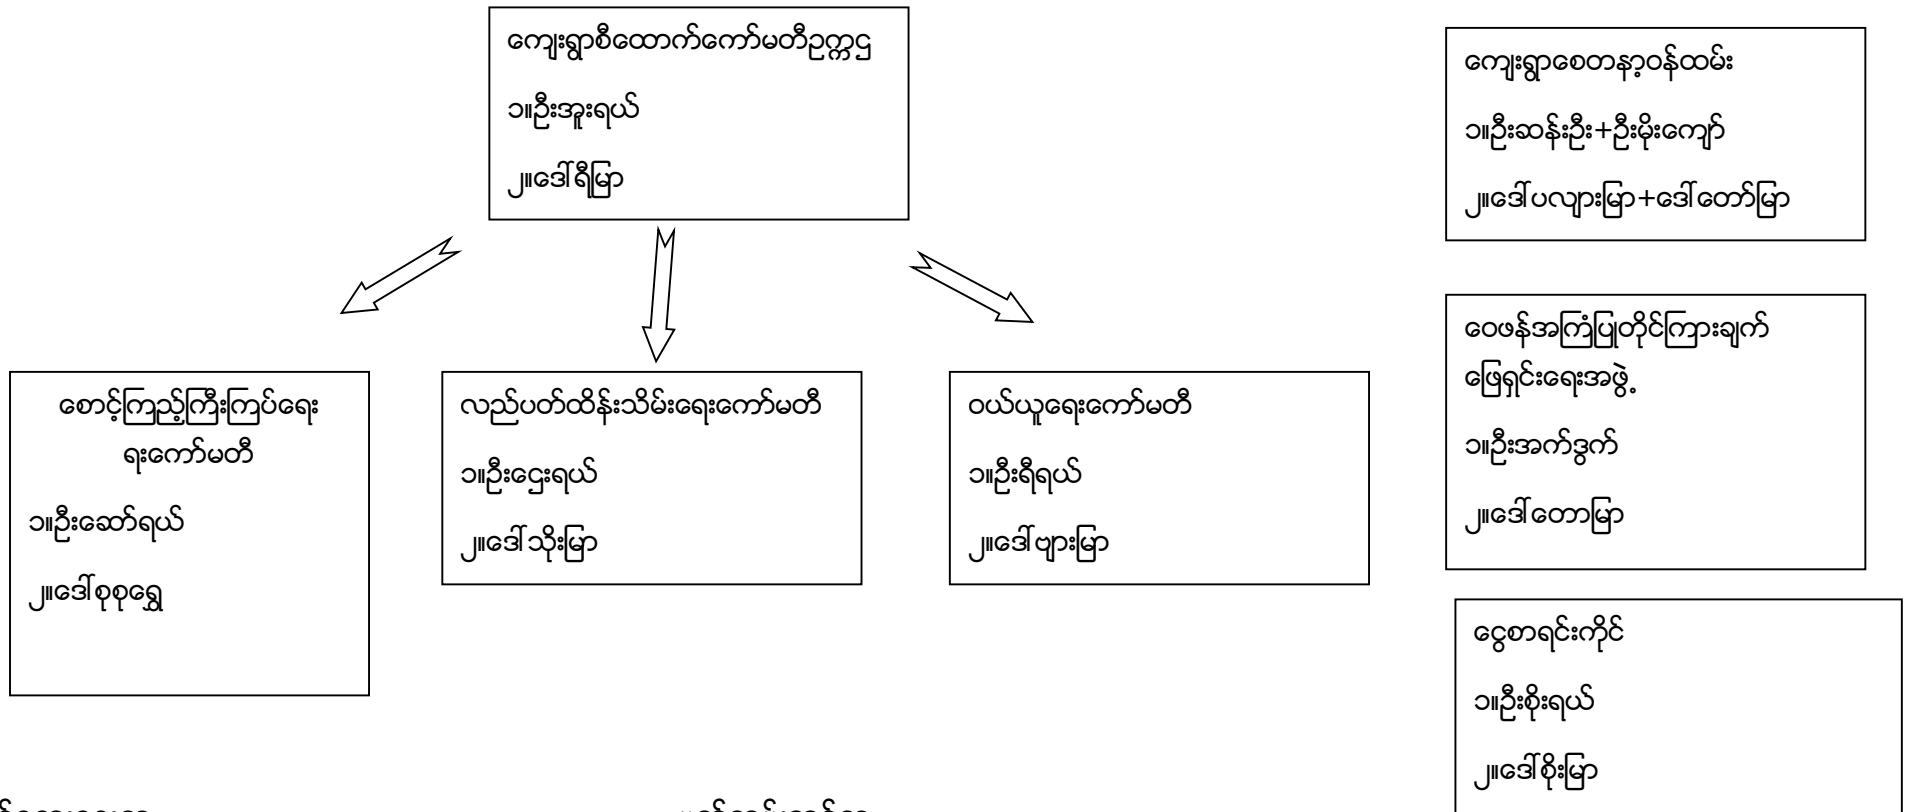 ကျေးရွာစီထောက်ကော်မတီဥက္ကဌ
၁။ဦးအူးရယ်
၂။ဒေါ်ရီမြာ
ကျေးရွာစေတနာ့ဝန်ထမ်း
၁။ဦးဆန်းဦး+ဦးမိုးကျော်
၂။ဒေါ်ပလျားမြာ+ဒေါ်တော်မြာ
ဝေဖန်အကြံပြုတိုင်ကြားချက်
ဖြေရှင်းရေးအဖွဲ့
၁။ဦးအက်ဒွက်
၂။ဒေါ်တောမြာ
စောင့်ကြည့်ကြီးကြပ်ရေး
ရးကော်မတီ
၁။ဦးဆော်ရယ်
၂။ဒေါ်စုစုရွှေ
လည်ပတ်ထိန်းသိမ်းရေးကော်မတီ
၁။ဦးဌေးရယ်
၂။ဒေါ်သိုးမြာ
ဝယ်ယူရေးကော်မတီ
၁။ဦးရီရယ်
၂။ဒေါ်ဗျားမြာ
ငွေစာရင်းကိုင်
၁။ဦးစိုးရယ်
၂။ဒေါ်စိုးမြာ